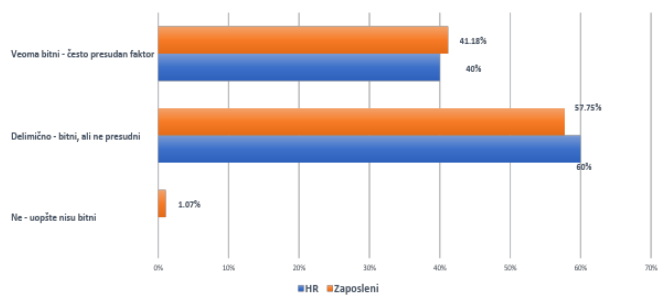 Veoma bitni - često presudan faktor
41.18%
40%
Delimično - bitni, ali ne presudni
57.75%
60%
Ne - uopšte nisu bitni
1.07%
0% 10% 20% 30% 40% 50% 60% 70%
HR Zaposleni